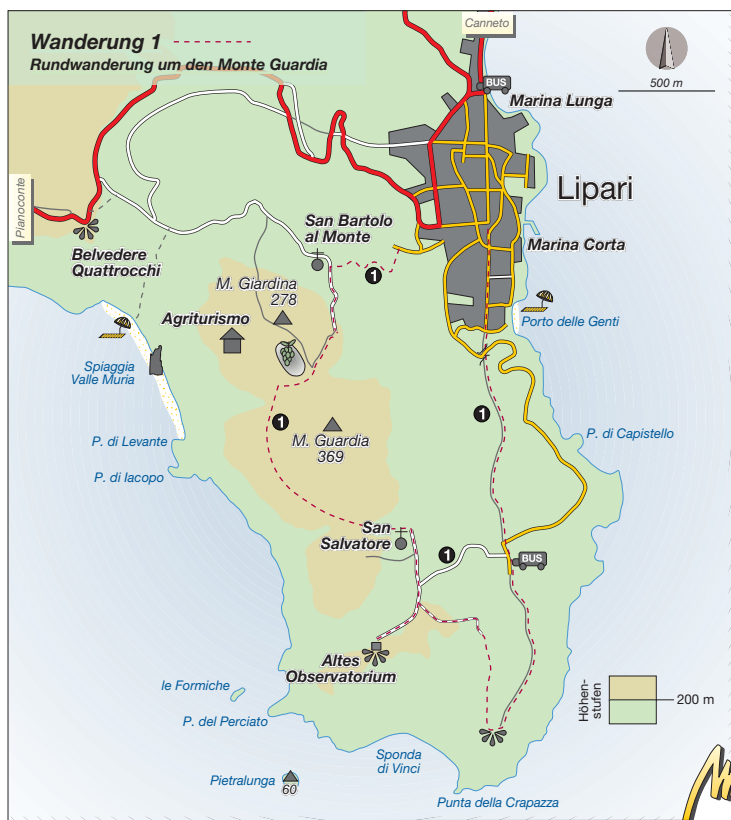 Canneto
Wanderung 1
Rundwanderung um den Monte Guardia
500 m
BUS
Marina Lunga
Lipari
Pianoconte
San Bartolo
al Monte
Marina Corta
Belvedere
Quattrocchi
1
M. Giardina
278
Agriturismo
Porto delle Genti
Spiaggia
Valle Muria
1
1
P. di Capistello
P. di Levante
M. Guardia
369
P. di Iacopo
San
Salvatore
1
BUS
Altes
Observatorium
le Formiche
P. del Perciato
Höhen-
stufen
200 m
Sponda
di Vinci
Pietralunga
60
Punta della Crapazza